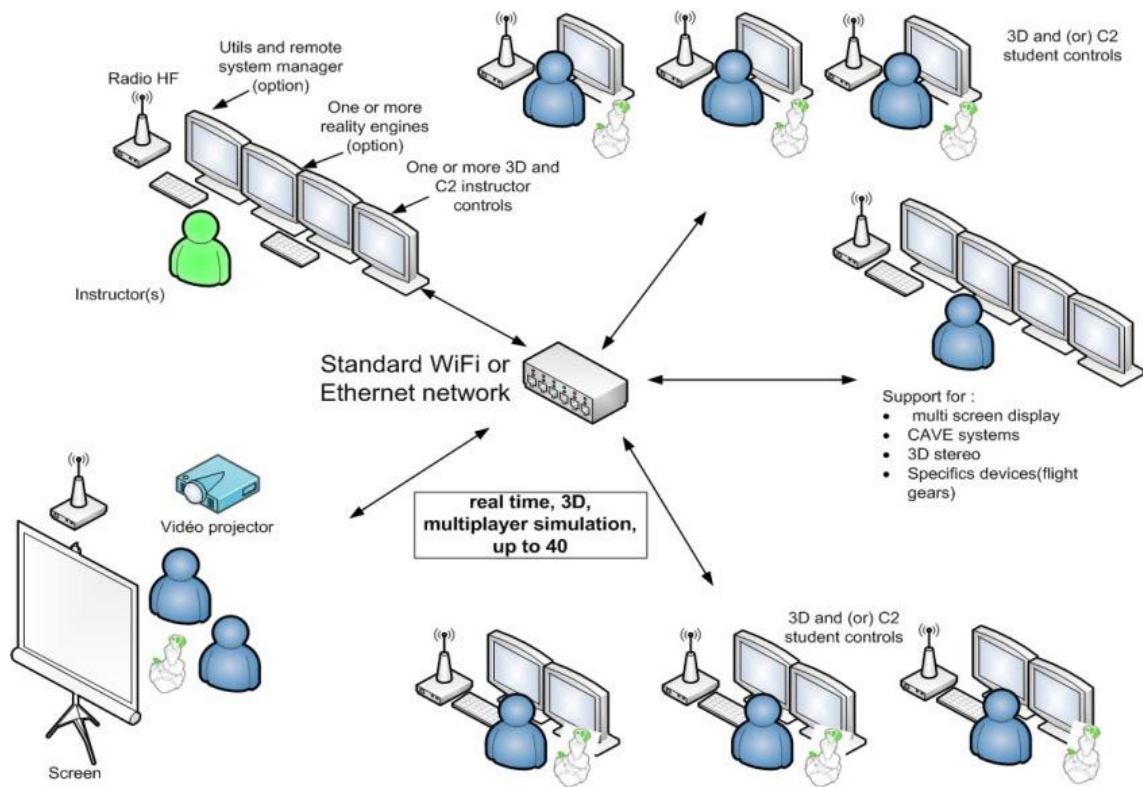 Utils and remote
system manager
(option)
Radio HF
One or more
reality engines
(option)
One or more 3D and
C2 instructor
controls
Instructor(s)
3D and (or) C2
student controls
Standard WiFi or
Ethernet network
Support for :
• multi screen display
• CAVE systems
• 3D stereo
• Specifics devices(flight
gears)
Vidéo projector
real time, 3D,
multiplayer simulation,
up to 40
3D and (or) C2
student controls
Screen